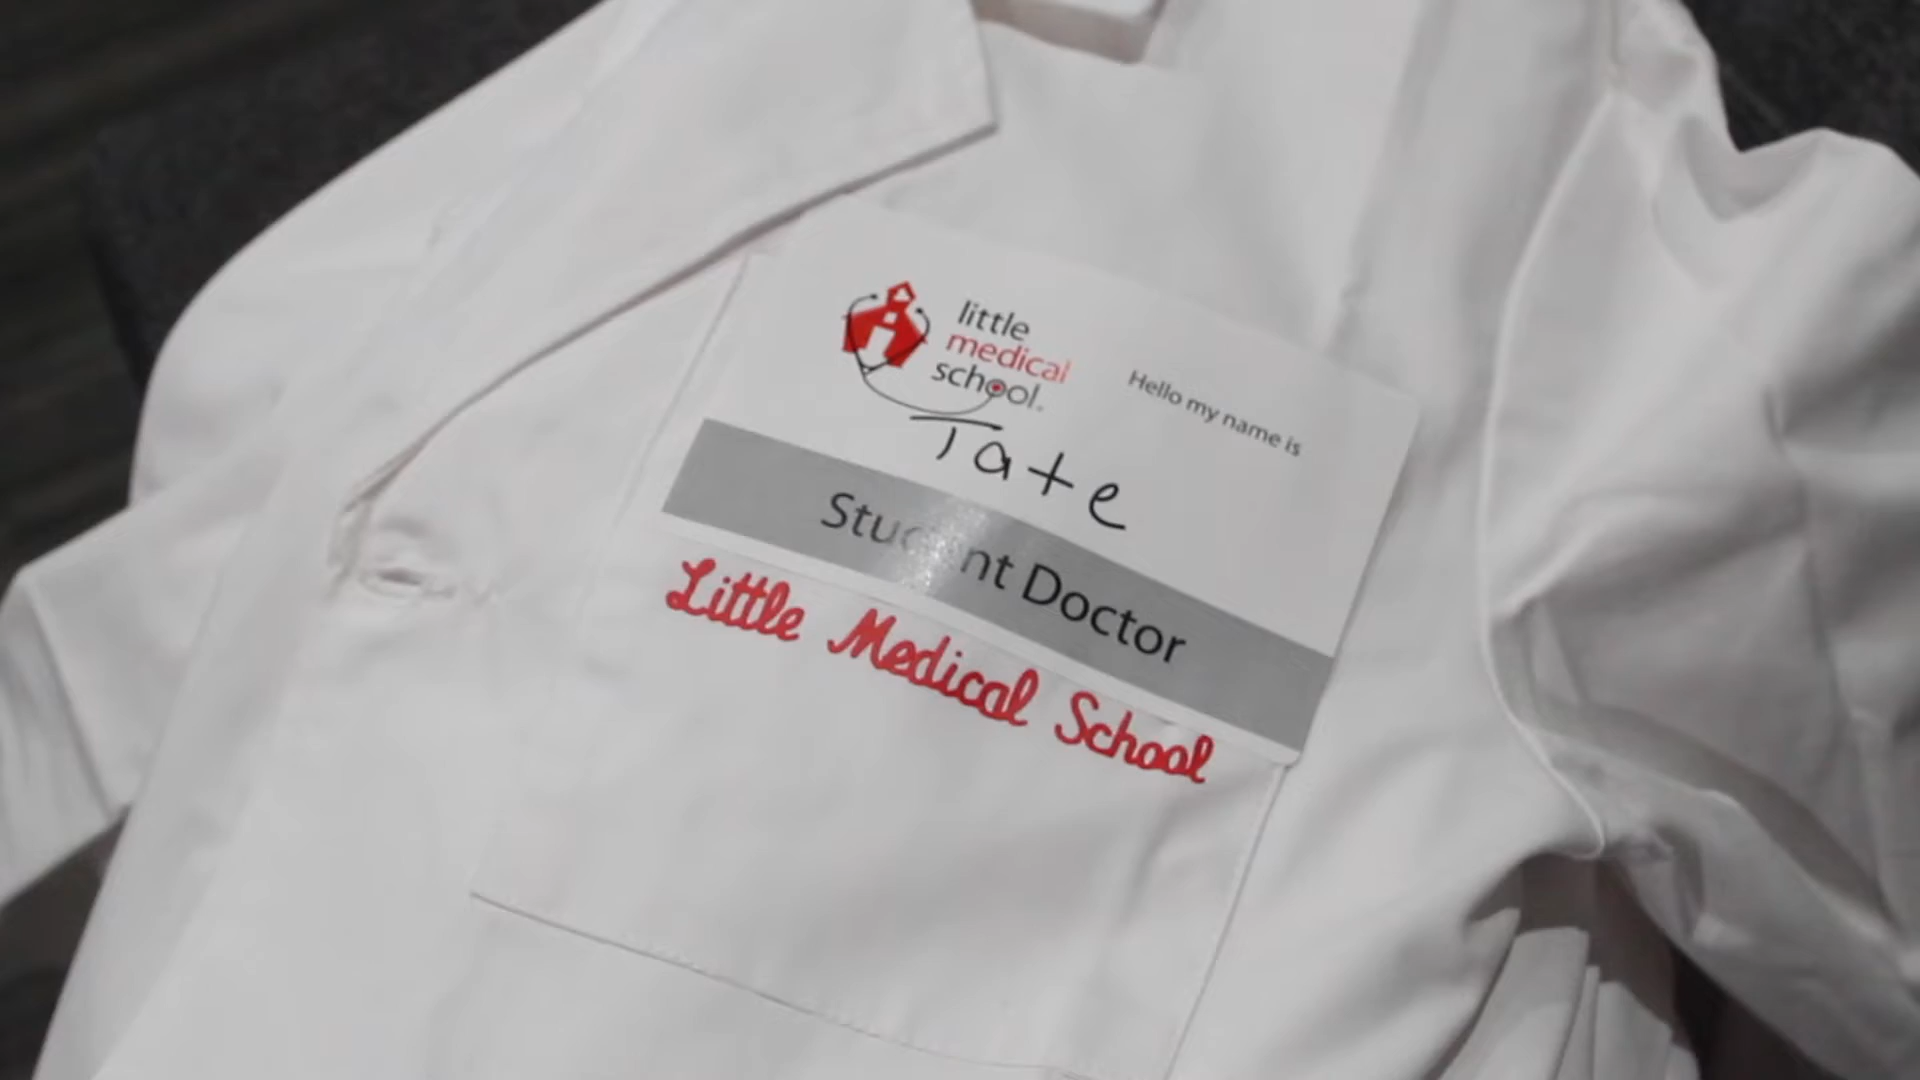 little
medical
school.
Hello my name is
Tate
Student Doctor
Little Medical School